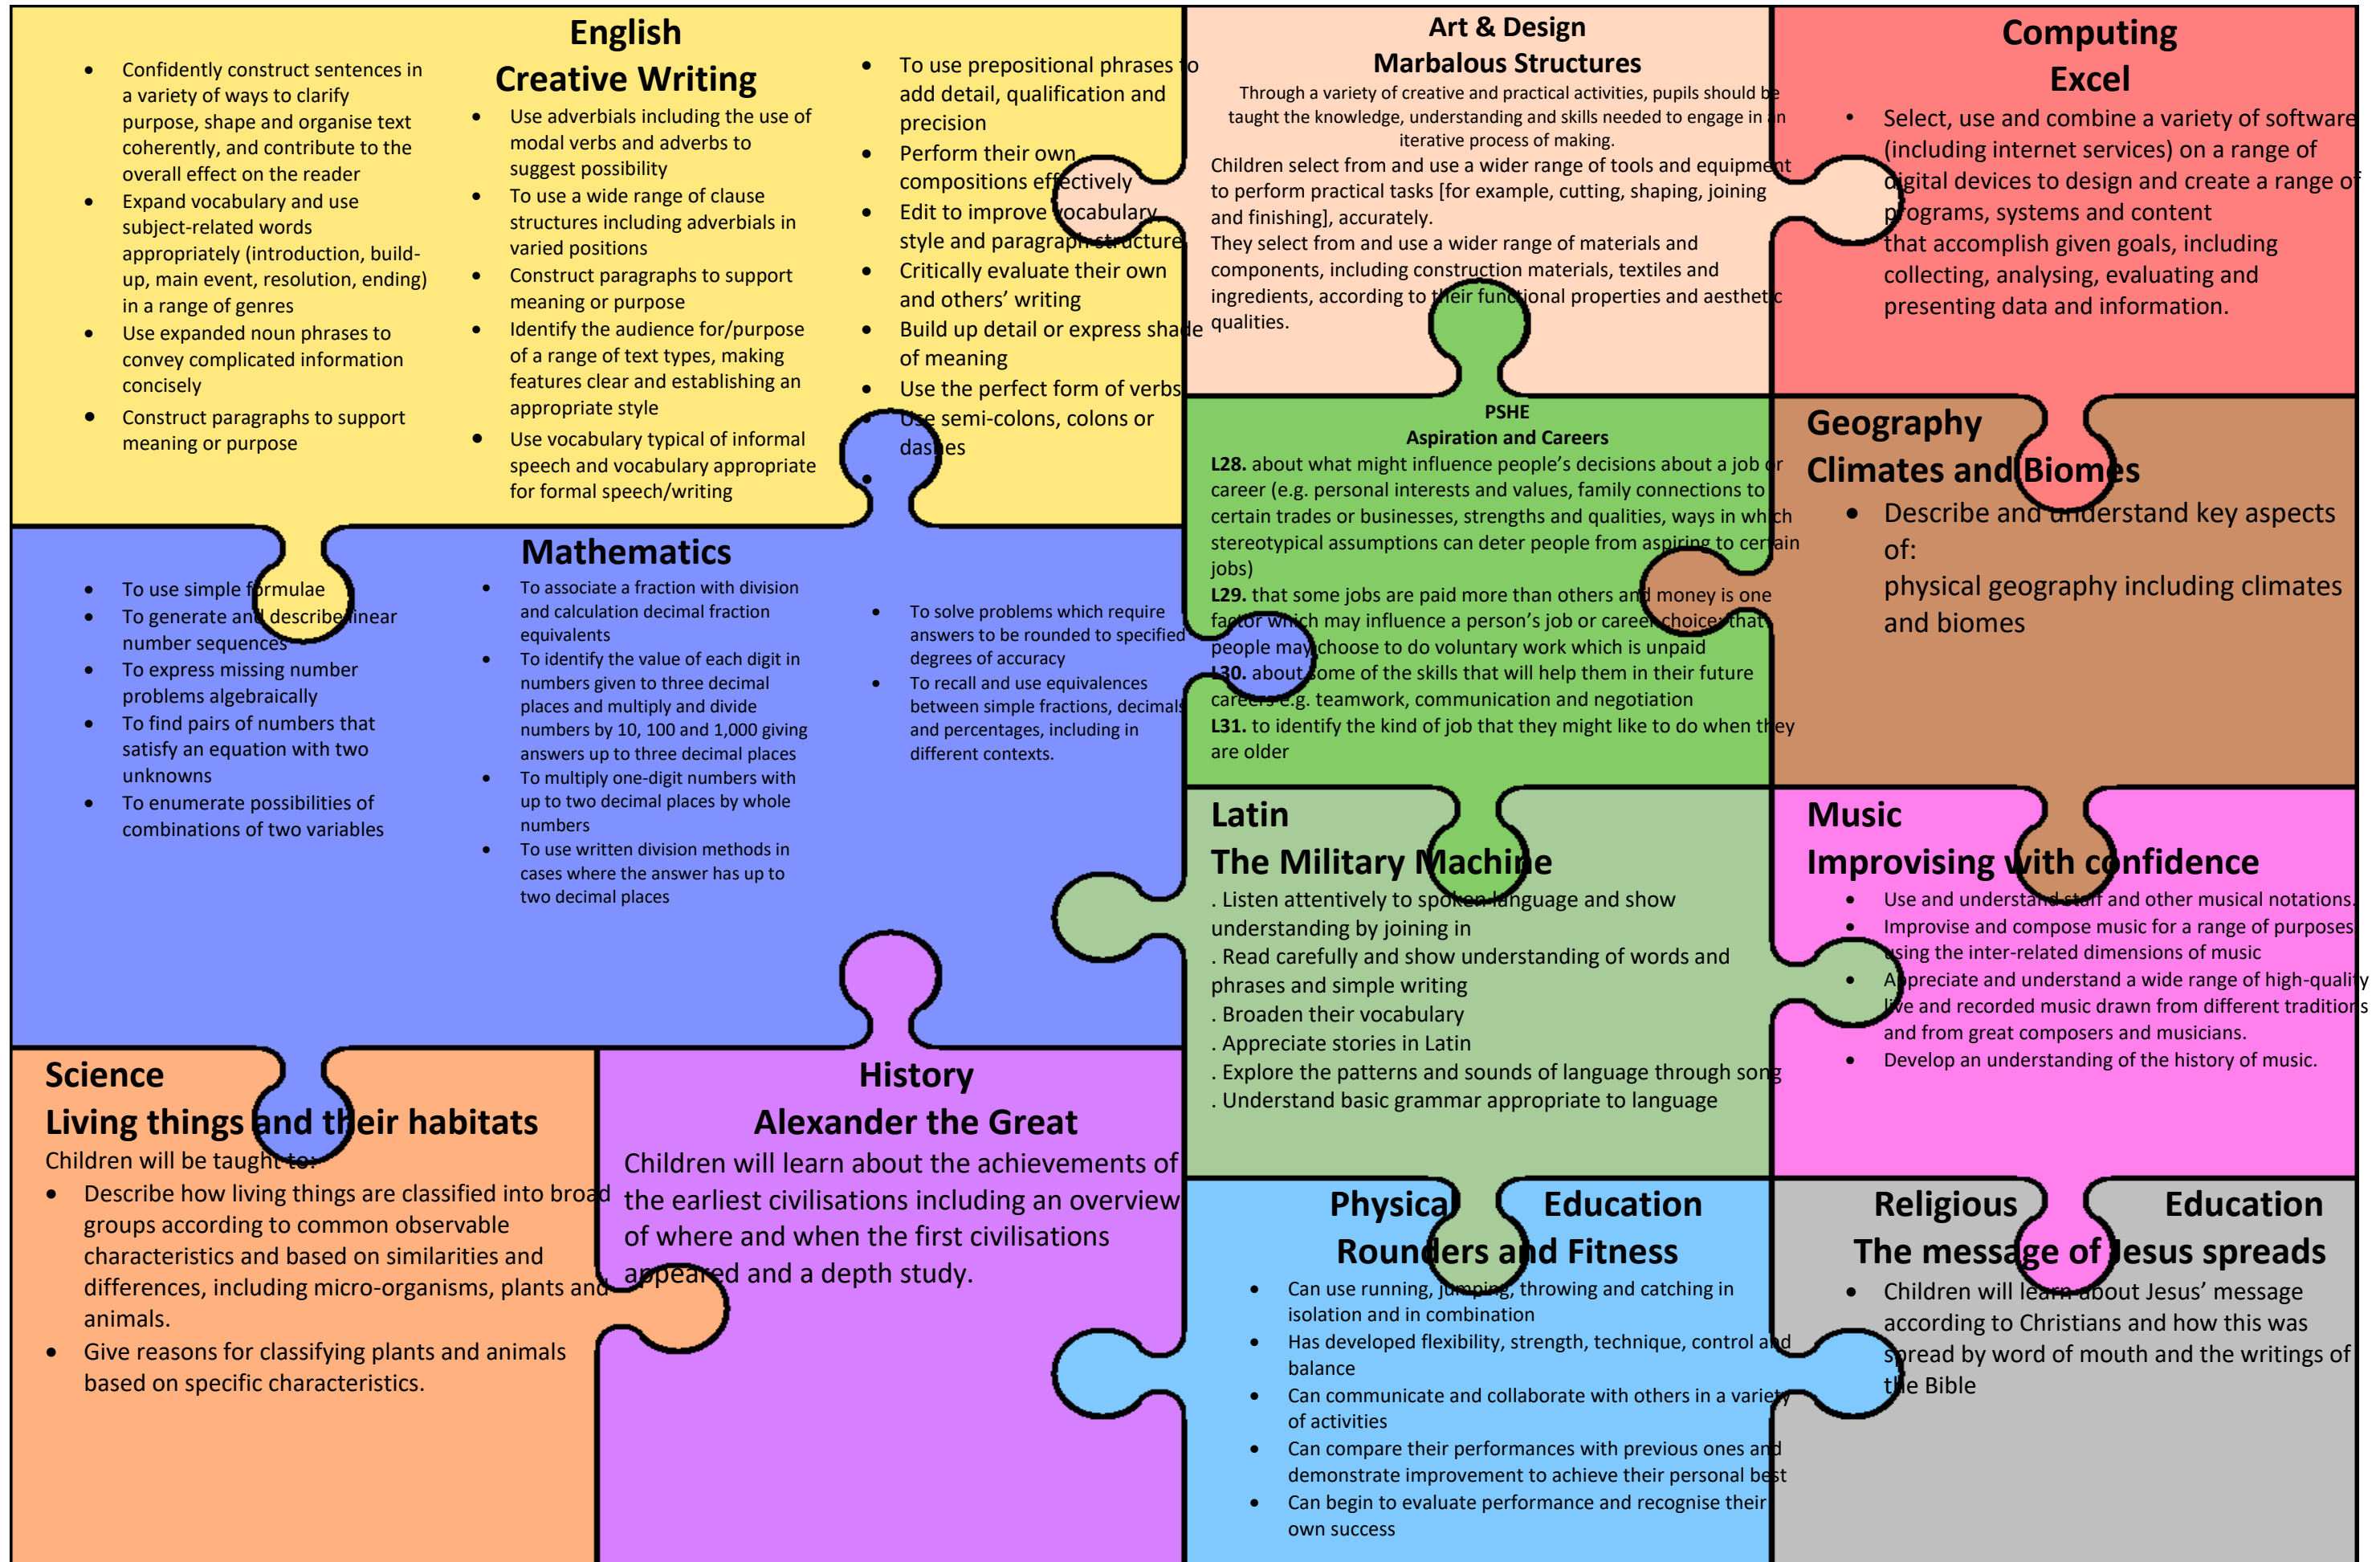 English
Creative Writing
• Confidently construct sentences in
a variety of ways to clarify
purpose, shape and organise text
coherently, and contribute to the
overall effect on the reader
• Expand vocabulary and use
subject-related words
appropriately (introduction, build-
up, main event, resolution, ending)
in a range of genres
• Use expanded noun phrases to
convey complicated information
concisely
• Construct paragraphs to support
meaning or purpose
• Use adverbials including the use of
modal verbs and adverbs to
suggest possibility
• To use a wide range of clause
structures including adverbials in
varied positions
• Construct paragraphs to support
meaning or purpose
• Identify the audience for/purpose
of a range of text types, making
features clear and establishing an
appropriate style
• Use vocabulary typical of informal
speech and vocabulary appropriate
for formal speech/writing
• To use prepositional phrases to
add detail, qualification and
precision
• Perform their own
compositions effectively
• Edit to improve vocabulary,
style and paragraph structure
• Critically evaluate their own
and others’ writing
• Build up detail or express shade
of meaning
• Use the perfect form of verbs
• Use semi-colons, colons or
dashes
•
Art & Design
Marbalous Structures
Through a variety of creative and practical activities, pupils should be
taught the knowledge, understanding and skills needed to engage in an
iterative process of making.
Children select from and use a wider range of tools and equipment
to perform practical tasks [for example, cutting, shaping, joining
and finishing], accurately.
They select from and use a wider range of materials and
components, including construction materials, textiles and
ingredients, according to their functional properties and aesthetic
qualities.
Computing
Excel
• Select, use and combine a variety of software
(including internet services) on a range of
digital devices to design and create a range of
programs, systems and content
that accomplish given goals, including
collecting, analysing, evaluating and
presenting data and information.
PSHE
Aspiration and Careers
L28. about what might influence people’s decisions about a job or
career (e.g. personal interests and values, family connections to
certain trades or businesses, strengths and qualities, ways in which
stereotypical assumptions can deter people from aspiring to certain
jobs)
L29. that some jobs are paid more than others and money is one
factor which may influence a person’s job or career choice; that
people may choose to do voluntary work which is unpaid
L30. about some of the skills that will help them in their future
careers e.g. teamwork, communication and negotiation
L31. to identify the kind of job that they might like to do when they
are older
Geography
Climates and Biomes
• Describe and understand key aspects
of:
physical geography including climates
and biomes
Mathematics
• To use simple formulae
• To generate and describe linear
number sequences
• To express missing number
problems algebraically
• To find pairs of numbers that
satisfy an equation with two
unknowns
• To enumerate possibilities of
combinations of two variables
• To associate a fraction with division
and calculation decimal fraction
equivalents
• To identify the value of each digit in
numbers given to three decimal
places and multiply and divide
numbers by 10, 100 and 1,000 giving
answers up to three decimal places
• To multiply one-digit numbers with
up to two decimal places by whole
numbers
• To use written division methods in
cases where the answer has up to
two decimal places
• To solve problems which require
answers to be rounded to specified
degrees of accuracy
• To recall and use equivalences
between simple fractions, decimals
and percentages, including in
different contexts.
Latin
The Military Machine
. Listen attentively to spoken language and show
understanding by joining in
. Read carefully and show understanding of words and
phrases and simple writing
. Broaden their vocabulary
. Appreciate stories in Latin
. Explore the patterns and sounds of language through song
. Understand basic grammar appropriate to language
Music
Improvising with confidence
• Use and understand staff and other musical notations.
• Improvise and compose music for a range of purposes
using the inter-related dimensions of music
• Appreciate and understand a wide range of high-quality
live and recorded music drawn from different traditions
and from great composers and musicians.
• Develop an understanding of the history of music.
Science
Living things and their habitats
Children will be taught to:
• Describe how living things are classified into broad
groups according to common observable
characteristics and based on similarities and
differences, including micro-organisms, plants and
animals.
• Give reasons for classifying plants and animals
based on specific characteristics.
History
Alexander the Great
Children will learn about the achievements of
the earliest civilisations including an overview
of where and when the first civilisations
appeared and a depth study.
Physical Education
Rounders and Fitness
• Can use running, jumping, throwing and catching in
isolation and in combination
• Has developed flexibility, strength, technique, control and
balance
• Can communicate and collaborate with others in a variety
of activities
• Can compare their performances with previous ones and
demonstrate improvement to achieve their personal best
• Can begin to evaluate performance and recognise their
own success
Religious Education
The message of Jesus spreads
• Children will learn about Jesus’ message
according to Christians and how this was
spread by word of mouth and the writings of
the Bible